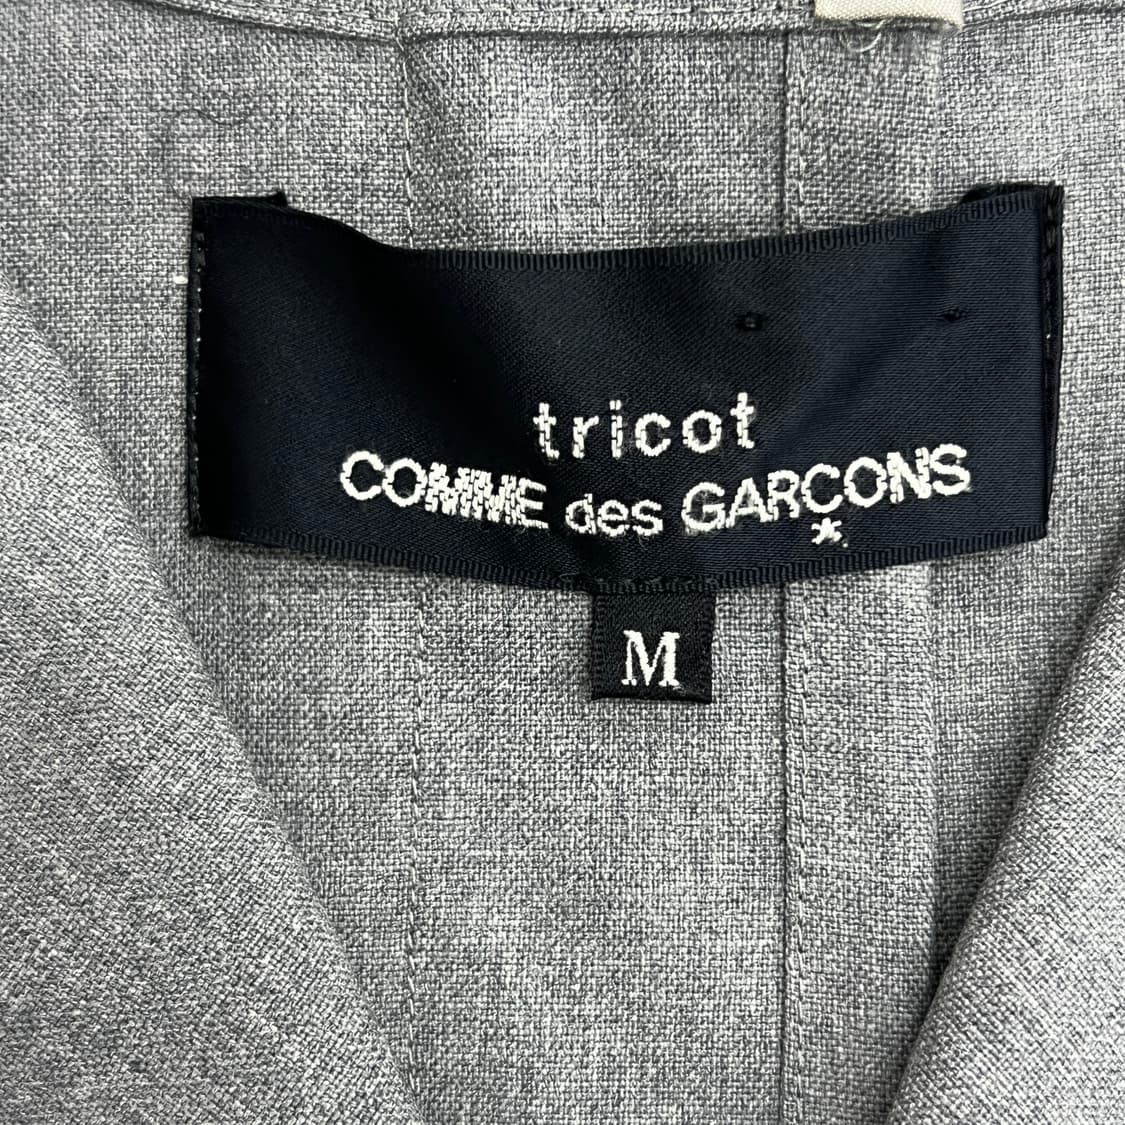 tricot
COMME des GARCONS
*
M